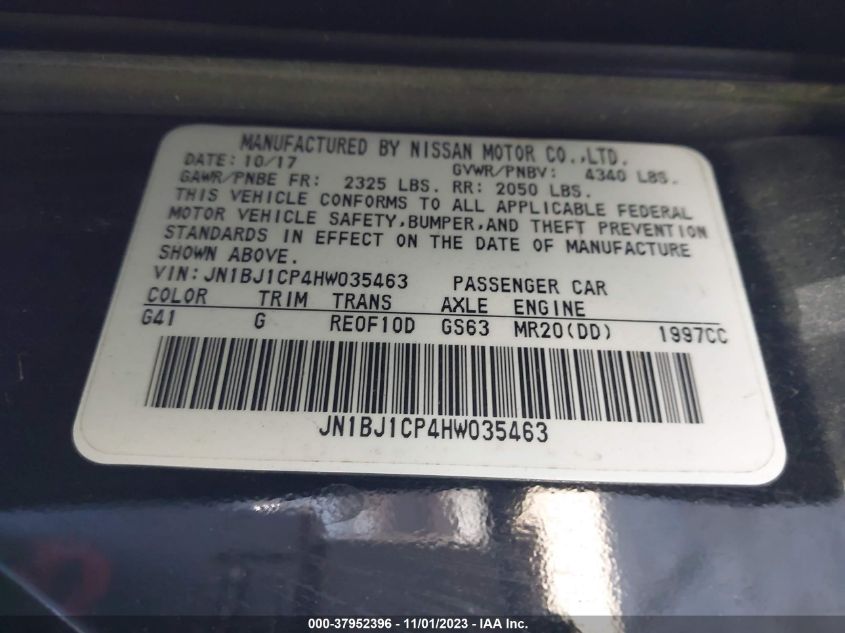 MANUFACTURED BY NISSAN MOTOR CO.,LTD.
DATE: 10/17 GVWR/PNBV: 4340 LBS.
GAWR/PNBE FR: 2325 LBS. RR: 2050 LBS.
THIS VEHICLE CONFORMS TO ALL APPLICABLE FEDERAL
MOTOR VEHICLE SAFETY,BUMPER,AND THEFT PREVENTION
STANDARDS IN EFFECT ON THE DATE OF MANUFACTURE
SHOWN ABOVE.
VIN: JN1BJ1CP4HW035463 PASSENGER CAR
COLOR TRIM TRANS AXLE ENGINE
G41 G RE0F10D GS63 MR20(DD) 1997CC
JN1BJ1CP4HW035463
000-37952396 - 11/01/2023 - IAA Inc.